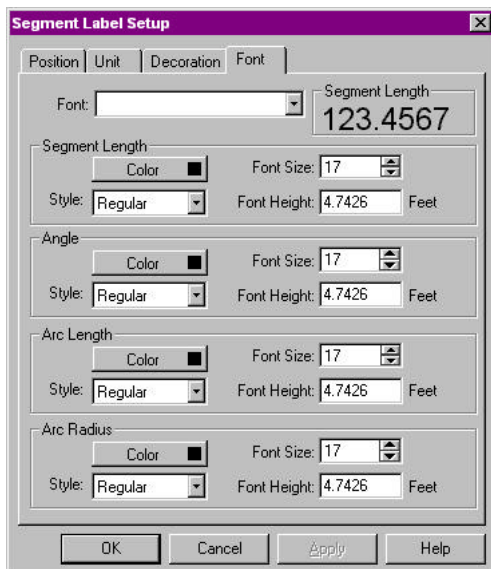 Segment Label Setup
Position Unit Decoration Font
Font:
Segment Length
123.4567
Segment Length
Color Font Size: 17
Style: Regular Font Height: 4.7426 Feet
Angle
Color Font Size: 17
Style: Regular Font Height: 4.7426 Feet
Arc Length
Color Font Size: 17
Style: Regular Font Height: 4.7426 Feet
Arc Radius
Color Font Size: 17
Style: Regular Font Height: 4.7426 Feet
OK Cancel Apply Help